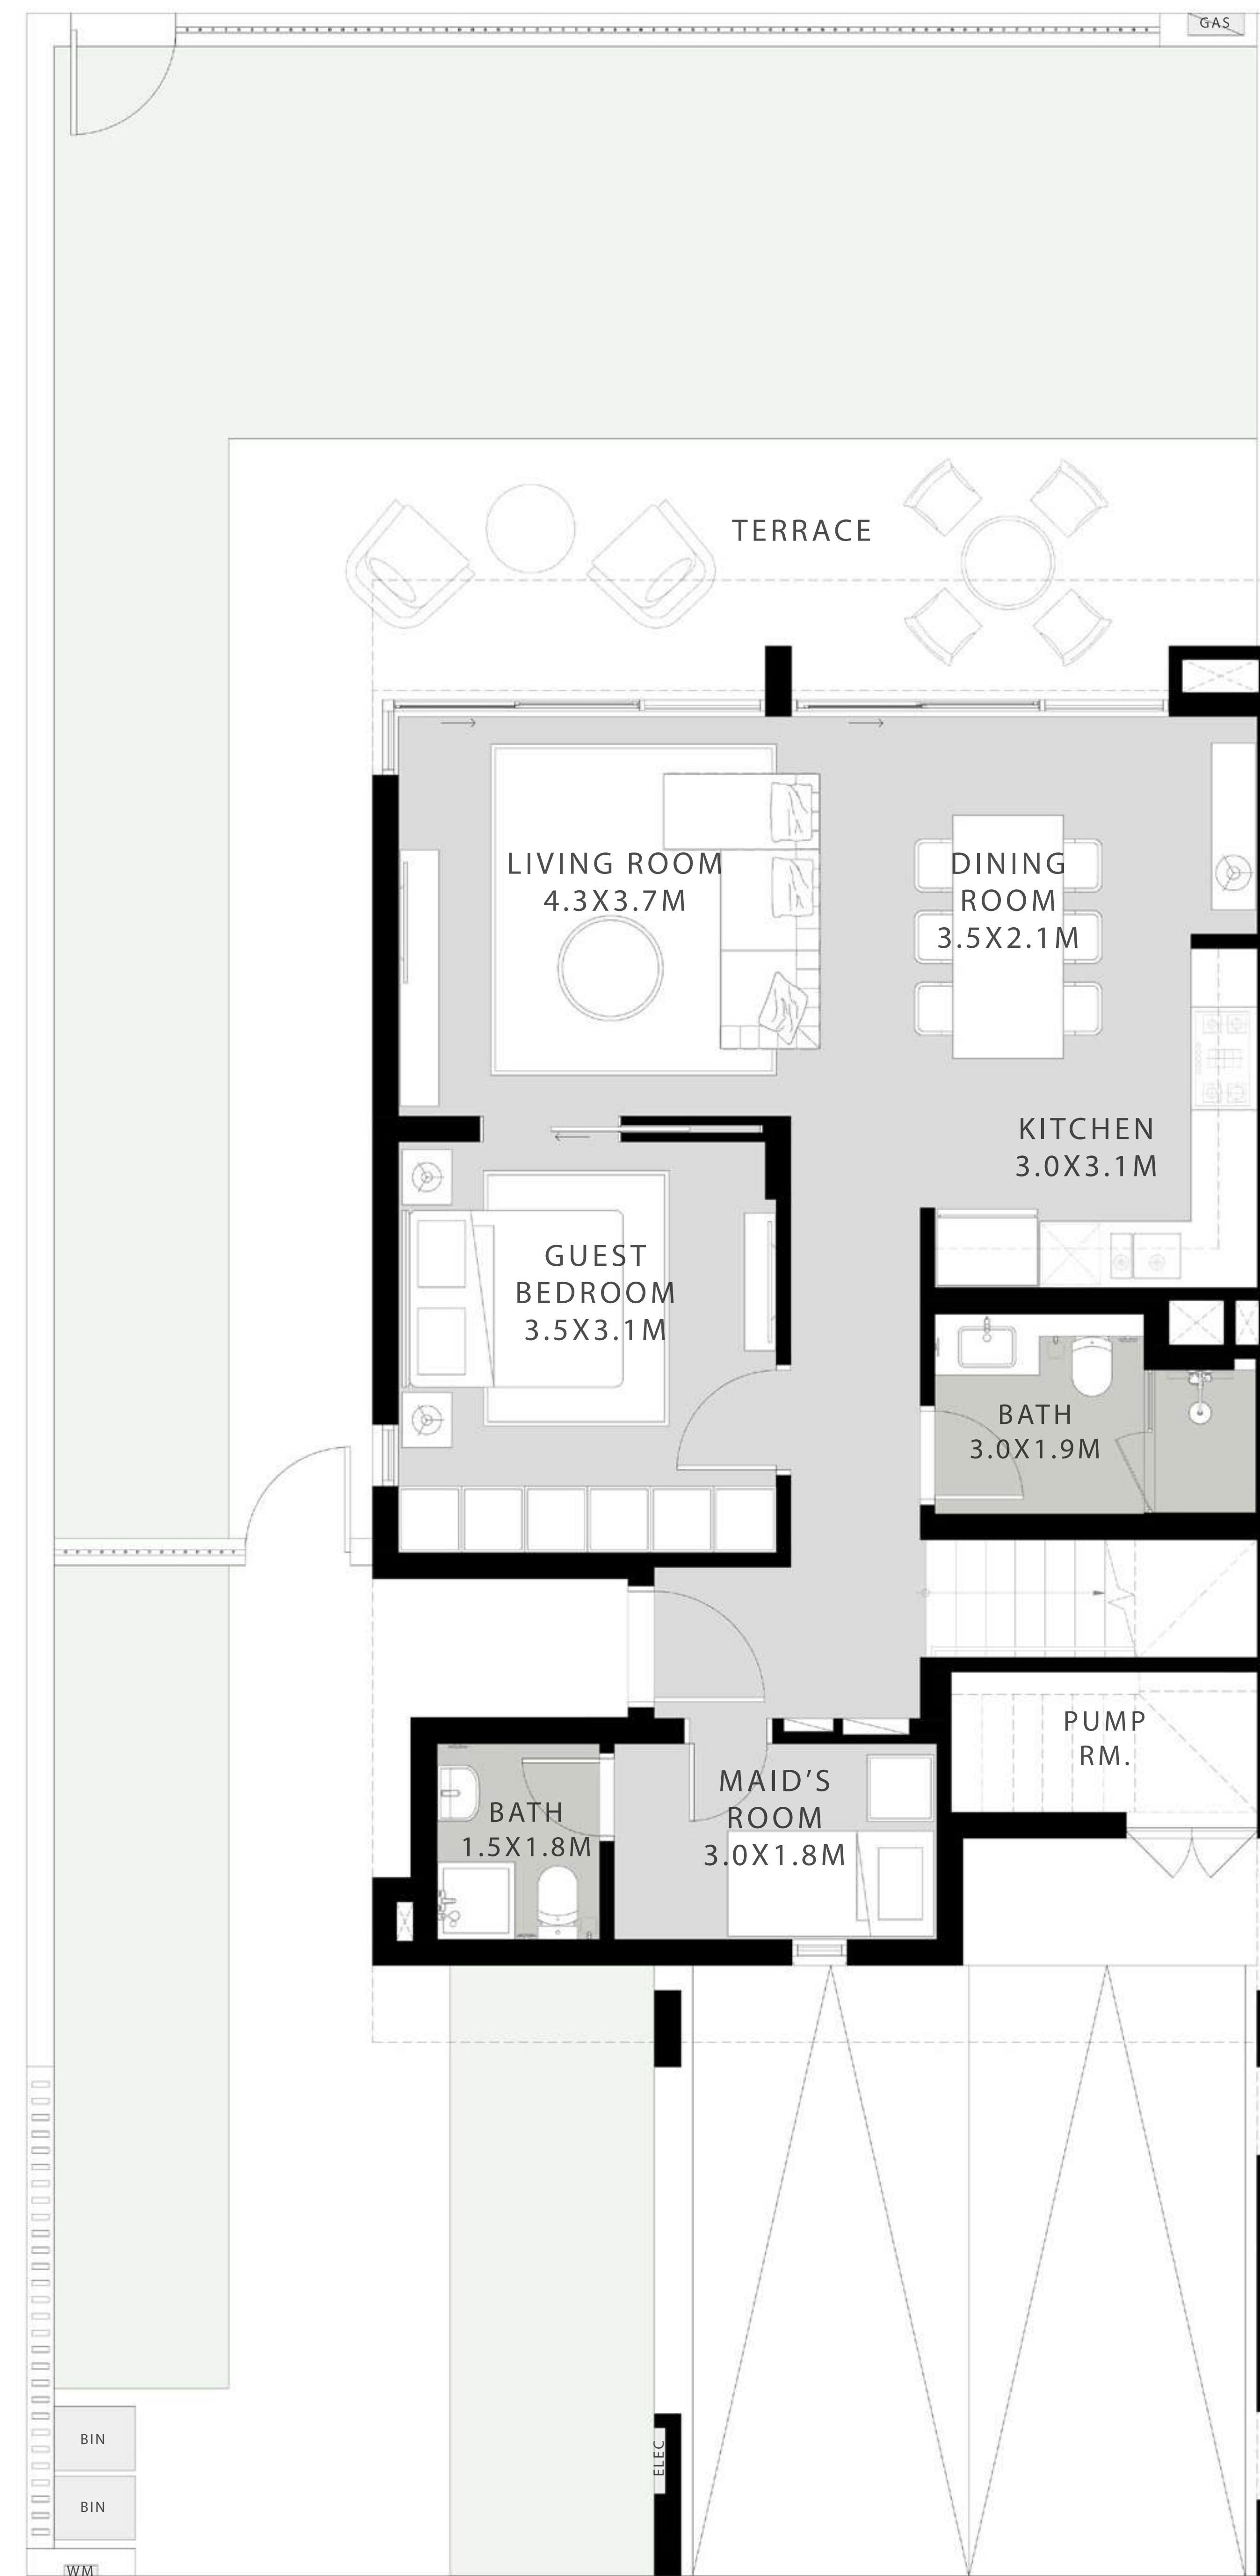 GAS
TERRACE
LIVING ROOM
4.3X3.7M
DINING
ROOM
3.5X2.1M
KITCHEN
3.0X3.1M
GUEST
BEDROOM
3.5X3.1M
BATH
3.0X1.9M
PUMP
RM.
MAID’S
ROOM
3.0X1.8M
BATH
1.5X1.8M
BIN
ELEC
BIN
WM